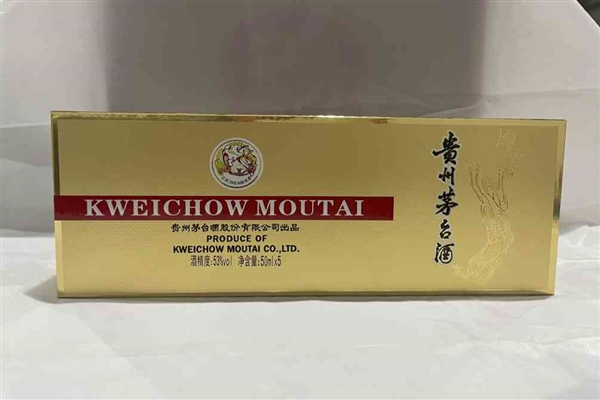 KWEICHOW MOUTAI
贵州茅台酒股份有限公司出品
PRODUCE OF
KWEICHOW MOUTAI CO.,LTD.
酒精度:53%vol 净含量:50ml×5
貴州茅台酒